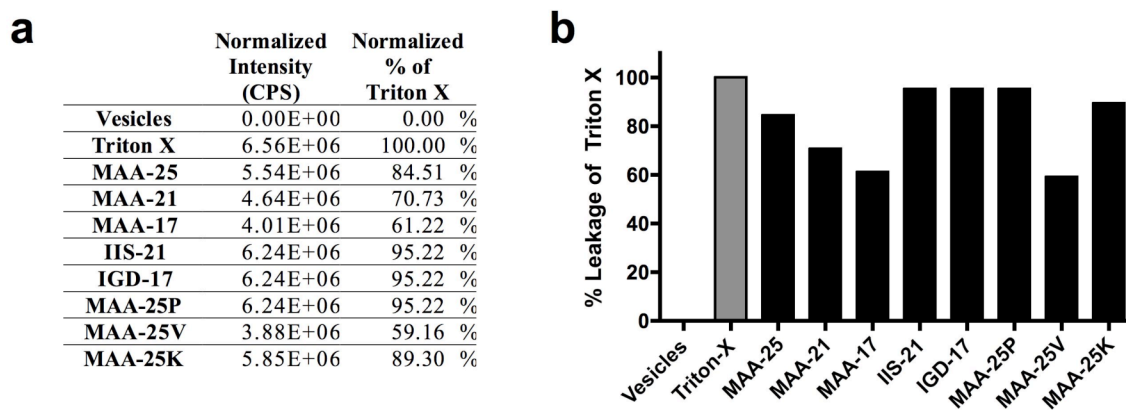 a
Normalized Intensity (CPS) Normalized % of Triton X
Vesicles 0.00E+00 0.00 %
Triton X 6.56E+06 100.00 %
MAA-25 5.54E+06 84.51 %
MAA-21 4.64E+06 70.73 %
MAA-17 4.01E+06 61.22 %
IIS-21 6.24E+06 95.22 %
IGD-17 6.24E+06 95.22 %
MAA-25P 6.24E+06 95.22 %
MAA-25V 3.88E+06 59.16 %
MAA-25K 5.85E+06 89.30 %
b
% Leakage of Triton X
100
80
60
40
20
0
Vesicles
Triton-X
MAA-25
MAA-21
MAA-17
IIS-21
IGD-17
MAA-25P
MAA-25V
MAA-25K